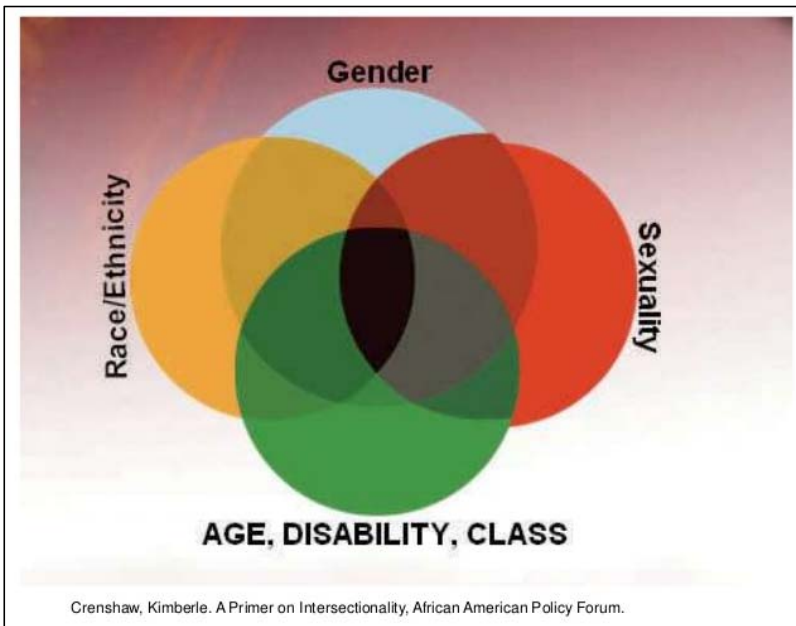 Gender
Race/Ethnicity
Sexuality
AGE, DISABILITY, CLASS
Crenshaw, Kimberle. A Primer on Intersectionality, African American Policy Forum.